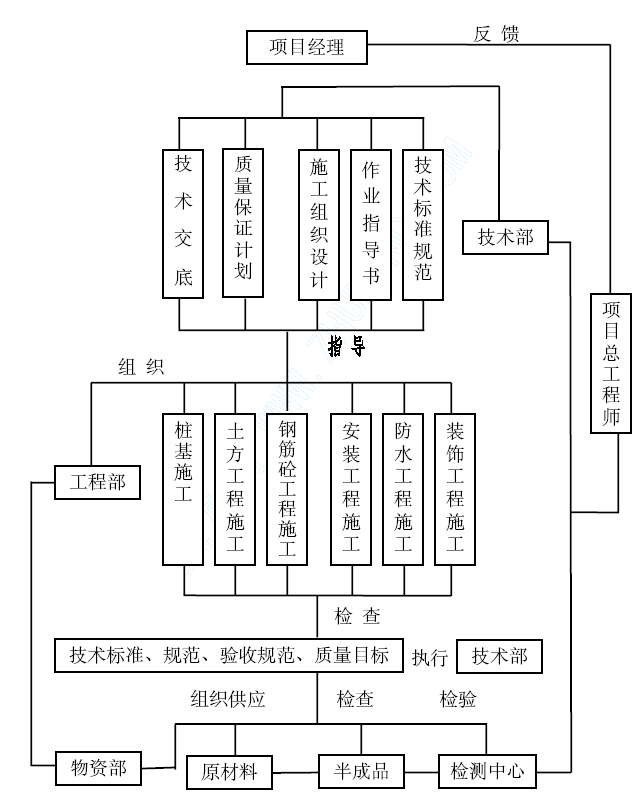 反 馈
项目经理
技术交底
质量保证计划
施工组织设计
作业指导书
技术标准规范
技术部
项目总工程师
指 导
组 织
桩基施工
土方工程施工
钢筋砼工程施工
安装工程施工
防水工程施工
装饰工程施工
工程部
检 查
技术标准、规范、验收规范、质量目标
执行
技术部
组织供应
检查
检验
物资部
原材料
半成品
检测中心